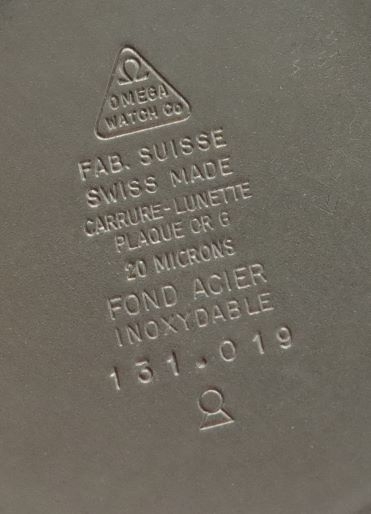 Ω
OMEGA
WATCH Co
FAB. SUISSE
SWISS MADE
CARRURE-LUNETTE
PLAQUE OR G
20 MICRONS
FOND ACIER
INOXYDABLE
131.019